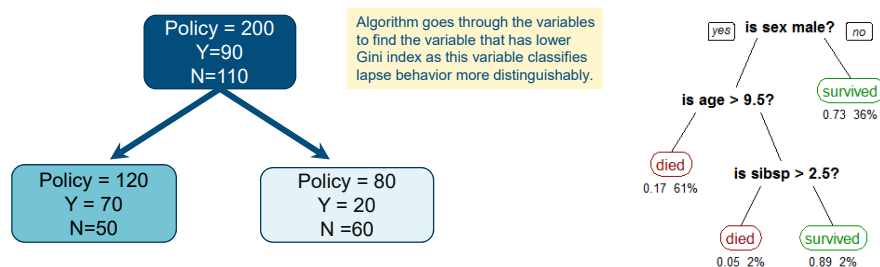 Policy = 200
Y=90
N=110
Policy = 120
Y = 70
N=50
Policy = 80
Y = 20
N =60
Algorithm goes through the variables
to find the variable that has lower
Gini index as this variable classifies
lapse behavior more distinguishably.
yes is sex male? no
is age > 9.5?
survived
0.73 36%
died
0.17 61%
is sibsp > 2.5?
died
0.05 2%
survived
0.89 2%